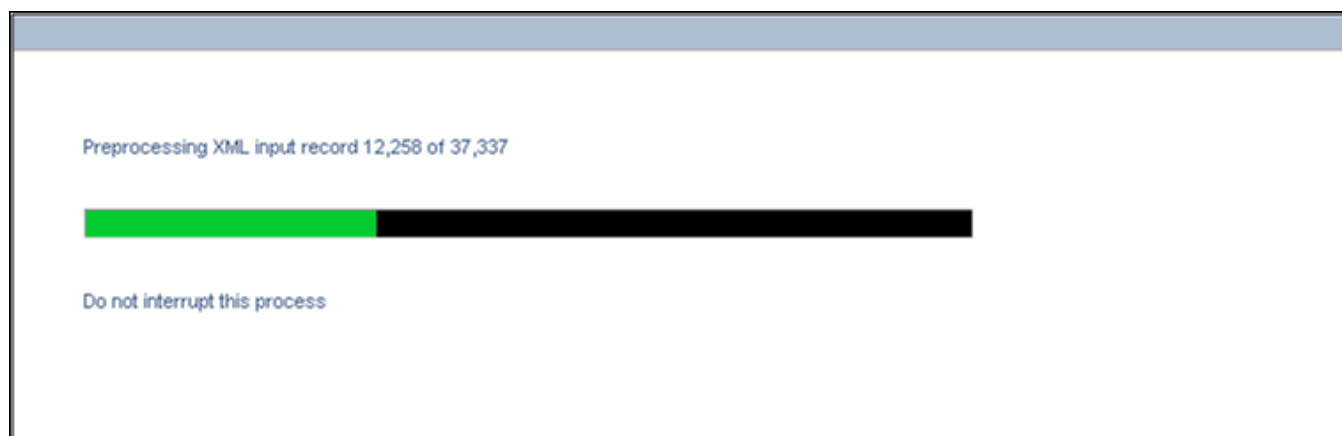 Preprocessing XML input record 12,258 of 37,337
Do not interrupt this process